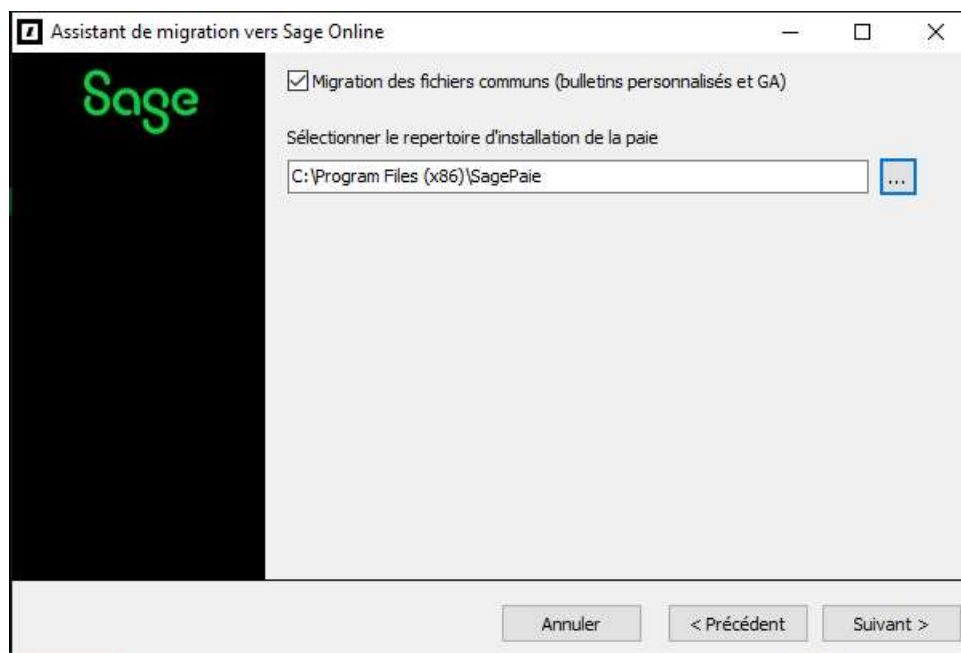 Assistant de migration vers Sage Online
Sage
Migration des fichiers communs (bulletins personnalisés et GA)
Sélectionner le repertoire d'installation de la paie
C:\Program Files (x86)\SagePaie
...
Annuler
< Précédent
Suivant >